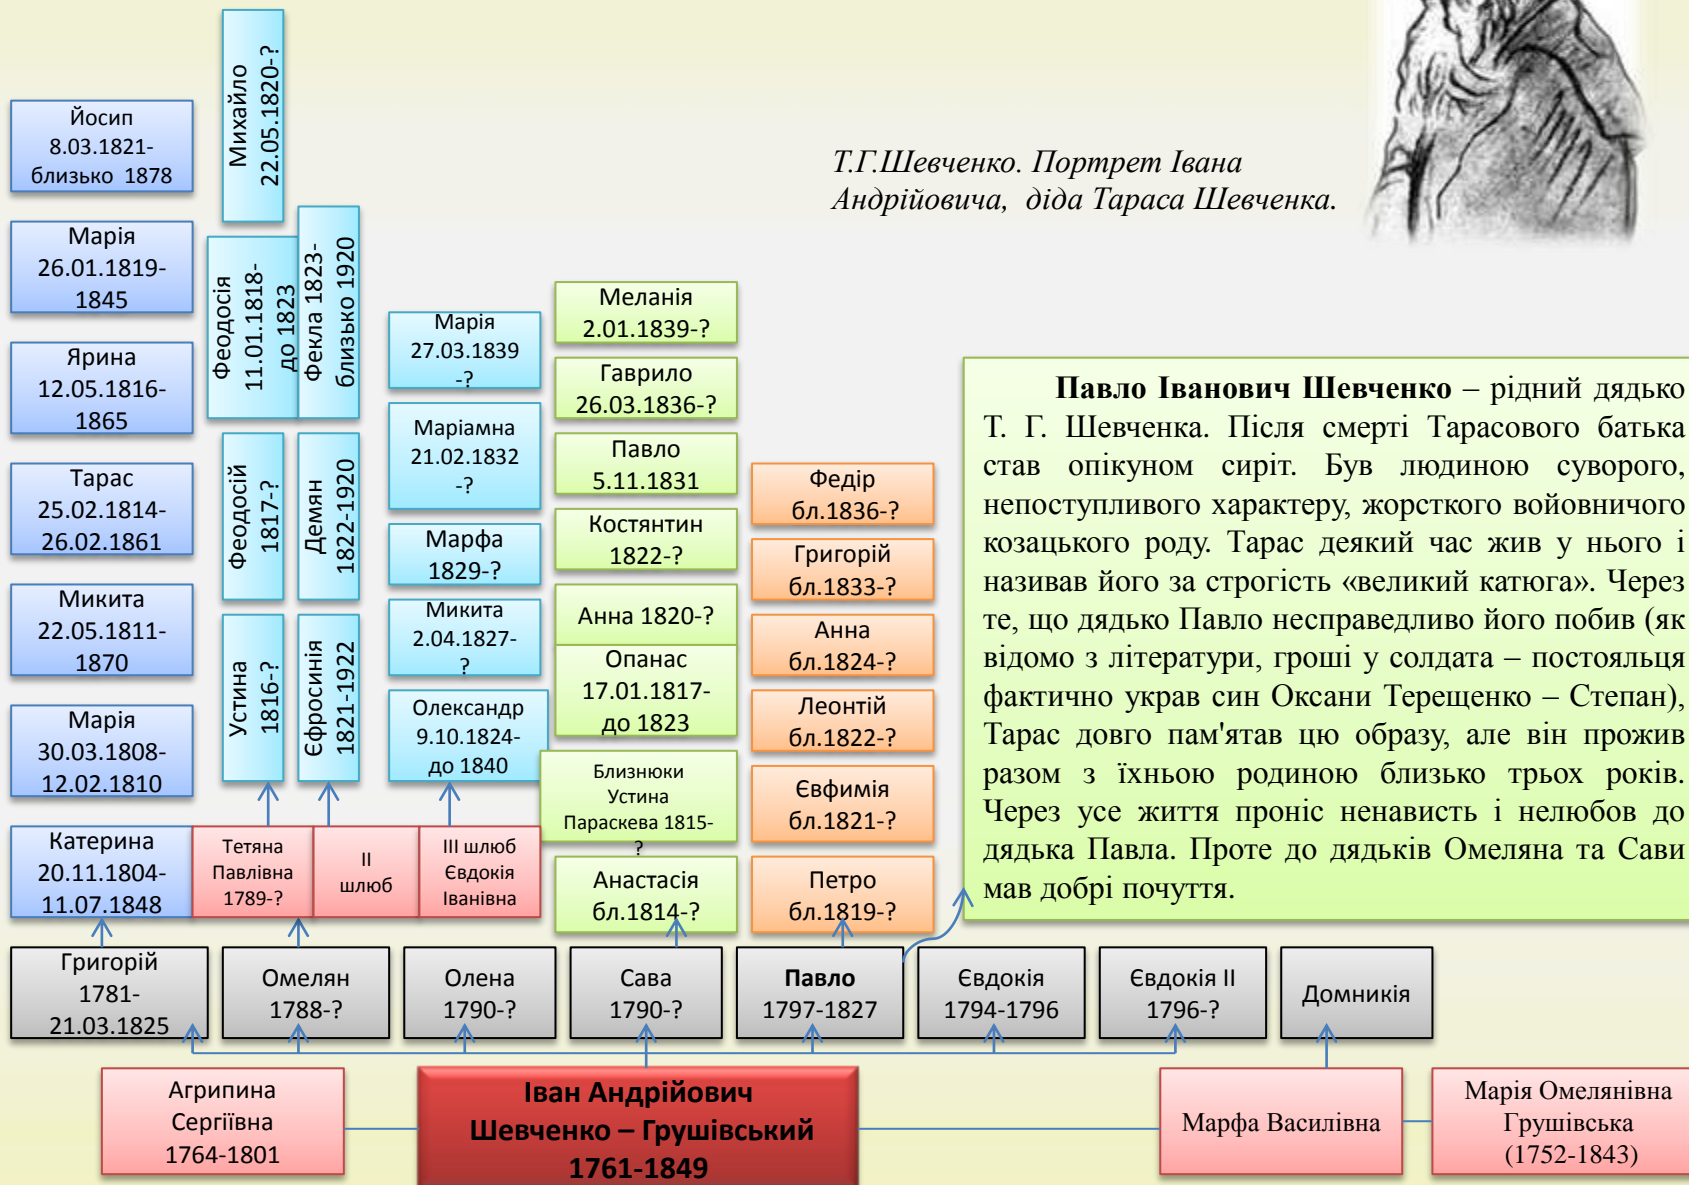 Т.Г.Шевченко. Портрет Івана
Андрійовича, діда Тараса Шевченка.
Йосип
8.03.1821-
близько 1878
Марія
26.01.1819-
1845
Ярина
12.05.1816-
1865
Тарас
25.02.1814-
26.02.1861
Микита
22.05.1811-
1870
Марія
30.03.1808-
12.02.1810
Катерина
20.11.1804-
11.07.1848
Михайло
22.05.1820-?
Феодосія
11.01.1818-
до 1823
Фекла 1823-
близько 1920
Феодосій
1817-?
Демян
1822-1920
Устина
1816-?
Єфросинія
1821-1922
Марія
27.03.1839
-?
Маріамна
21.02.1832
-?
Марфа
1829-?
Микита
2.04.1827-
?
Олександр
9.10.1824-
до 1840
Тетяна
Павлівна
1789-?
II
шлюб
III шлюб
Євдокія
Іванівна
Меланія
2.01.1839-?
Гаврило
26.03.1836-?
Павло
5.11.1831
Костянтин
1822-?
Анна 1820-?
Опанас
17.01.1817-
до 1823
Близнюки
Устина
Параскева 1815-
?
Анастасія
бл.1814-?
Федір
бл.1836-?
Григорій
бл.1833-?
Анна
бл.1824-?
Леонтій
бл.1822-?
Євфимія
бл.1821-?
Петро
бл.1819-?
Павло Іванович Шевченко – рідний дядько
Т. Г. Шевченка. Після смерті Тарасового батька
став опікуном сиріт. Був людиною суворого,
непоступливого характеру, жорсткого войовничого
козацького роду. Тарас деякий час жив у нього і
називав його за строгість «великий катюга». Через
те, що дядько Павло несправедливо його побив (як
відомо з літератури, гроші у солдата – постояльця
фактично украв син Оксани Терещенко – Степан),
Тарас довго пам'ятав цю образу, але він прожив
разом з їхньою родиною близько трьох років.
Через усе життя проніс ненависть і нелюбов до
дядька Павла. Проте до дядьків Омеляна та Сави
мав добрі почуття.
Григорій
1781-
21.03.1825
Омелян
1788-?
Олена
1790-?
Сава
1790-?
Павло
1797-1827
Євдокія
1794-1796
Євдокія II
1796-?
Домникія
Агрипина
Сергіївна
1764-1801
Іван Андрійович
Шевченко – Грушівський
1761-1849
Марфа Василівна
Марія Омелянівна
Грушівська
(1752-1843)